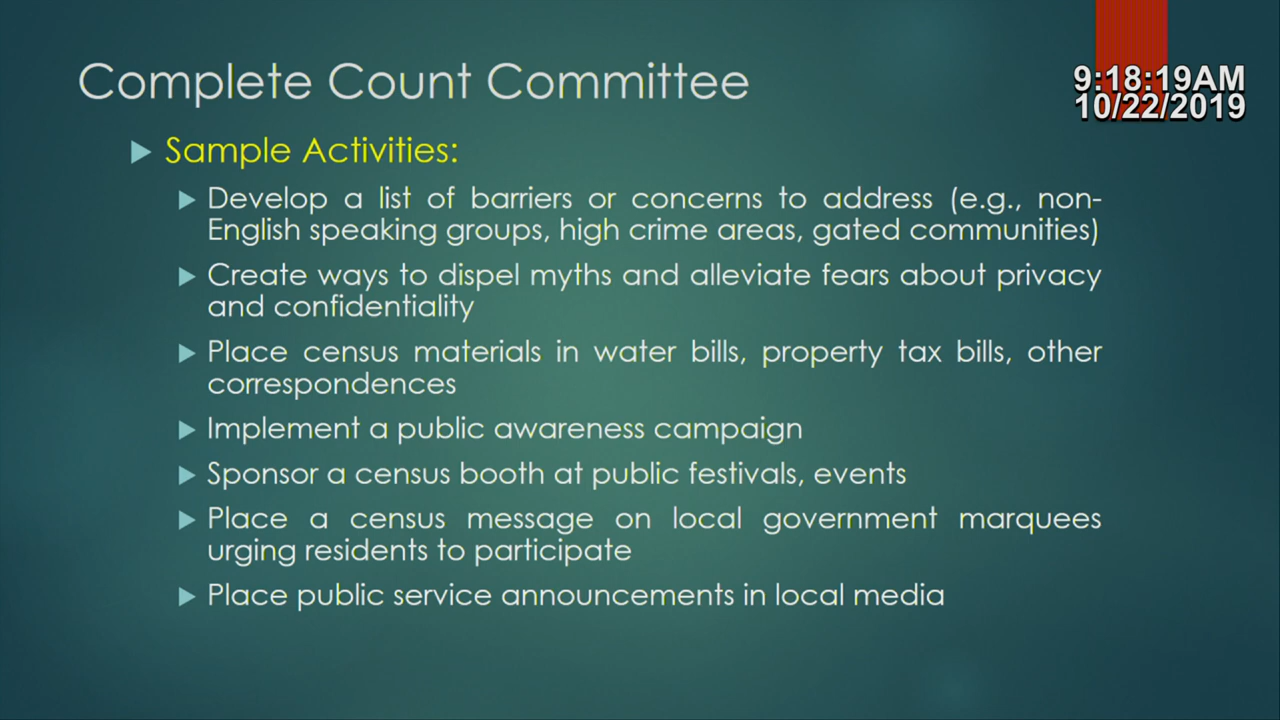 Complete Count Committee
9:18:19AM
10/22/2019
Sample Activities:
Develop a list of barriers or concerns to address (e.g., non-
English speaking groups, high crime areas, gated communities)
Create ways to dispel myths and alleviate fears about privacy
and confidentiality
Place census materials in water bills, property tax bills, other
correspondences
Implement a public awareness campaign
Sponsor a census booth at public festivals, events
Place a census message on local government marquees
urging residents to participate
Place public service announcements in local media